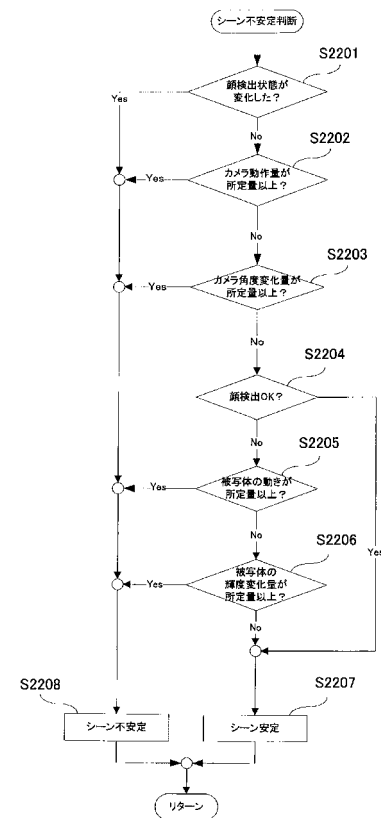 シーン不安定判断
S2201
顔検出状態が
変化した？
Yes
No
S2202
カメラ動作量が
所定量以上？
Yes
No
S2203
カメラ角度変化量が
所定量以上？
Yes
No
S2204
顔検出OK？
No
Yes
S2205
被写体の動きが
所定量以上？
Yes
No
S2206
被写体の
輝度変化量が
所定量以上？
Yes
No
S2208
シーン不安定
S2207
シーン安定
リターン